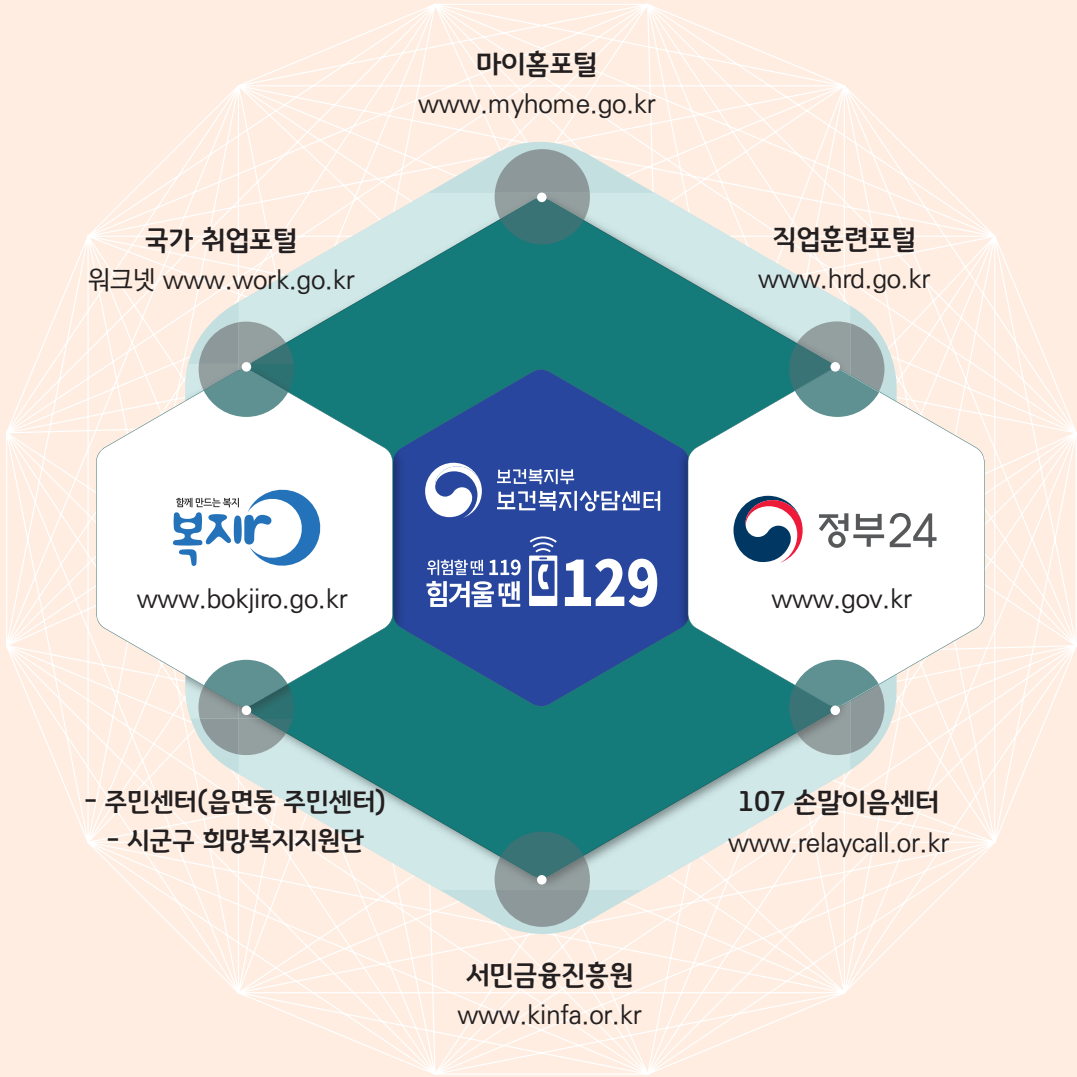 마이홈포털
www.myhome.go.kr
국가 취업포털
워크넷 www.work.go.kr
직업훈련포털
www.hrd.go.kr
함께 만드는 복지
복지로
www.bokjiro.go.kr
보건복지부
보건복지상담센터
위험할 땐 119
힘겨울 땐 129
정부24
www.gov.kr
- 주민센터(읍면동 주민센터)
- 시군구 희망복지지원단
107 손말이음센터
www.relaycall.or.kr
서민금융진흥원
www.kinfa.or.kr